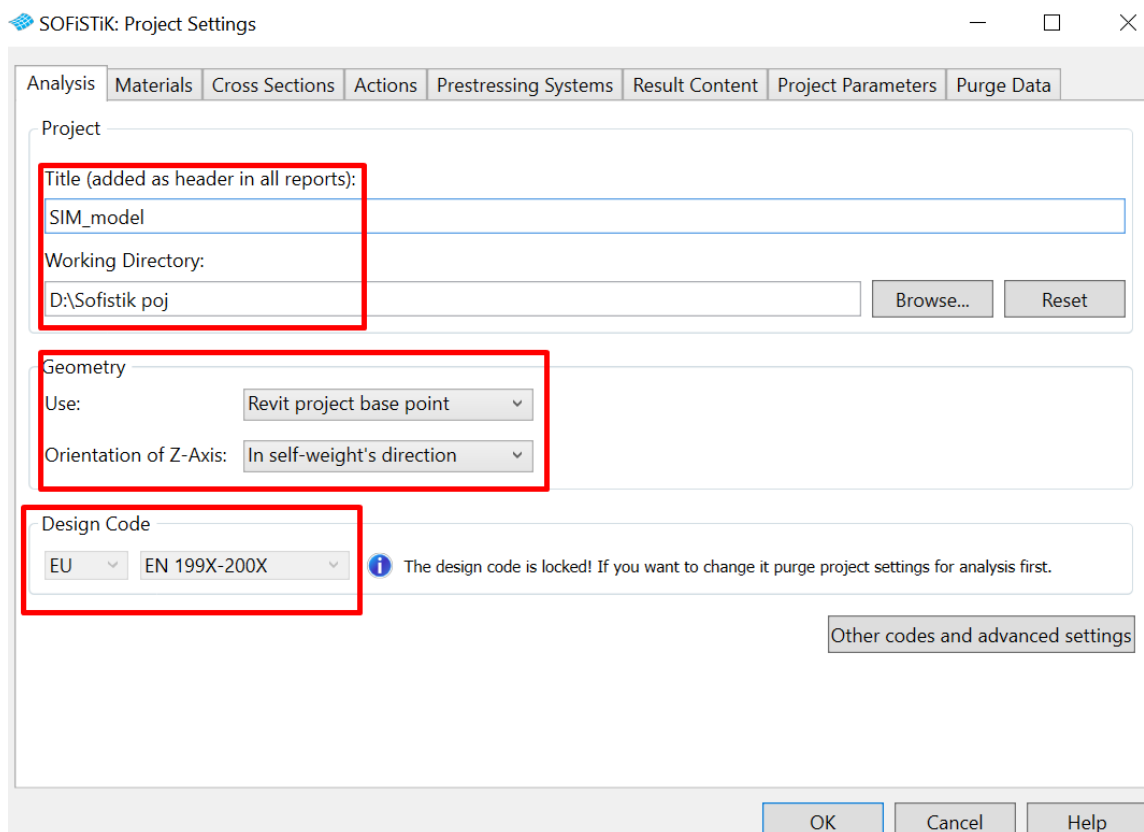 SOFiSTiK: Project Settings
Analysis Materials Cross Sections Actions Prestressing Systems Result Content Project Parameters Purge Data
Project
Title (added as header in all reports):
SIM_model
Working Directory:
D:\Sofistik poj Browse... Reset
Geometry
Use: Revit project base point
Orientation of Z-Axis: In self-weight's direction
Design Code
EU EN 199X-200X The design code is locked! If you want to change it purge project settings for analysis first.
Other codes and advanced settings
OK Cancel Help